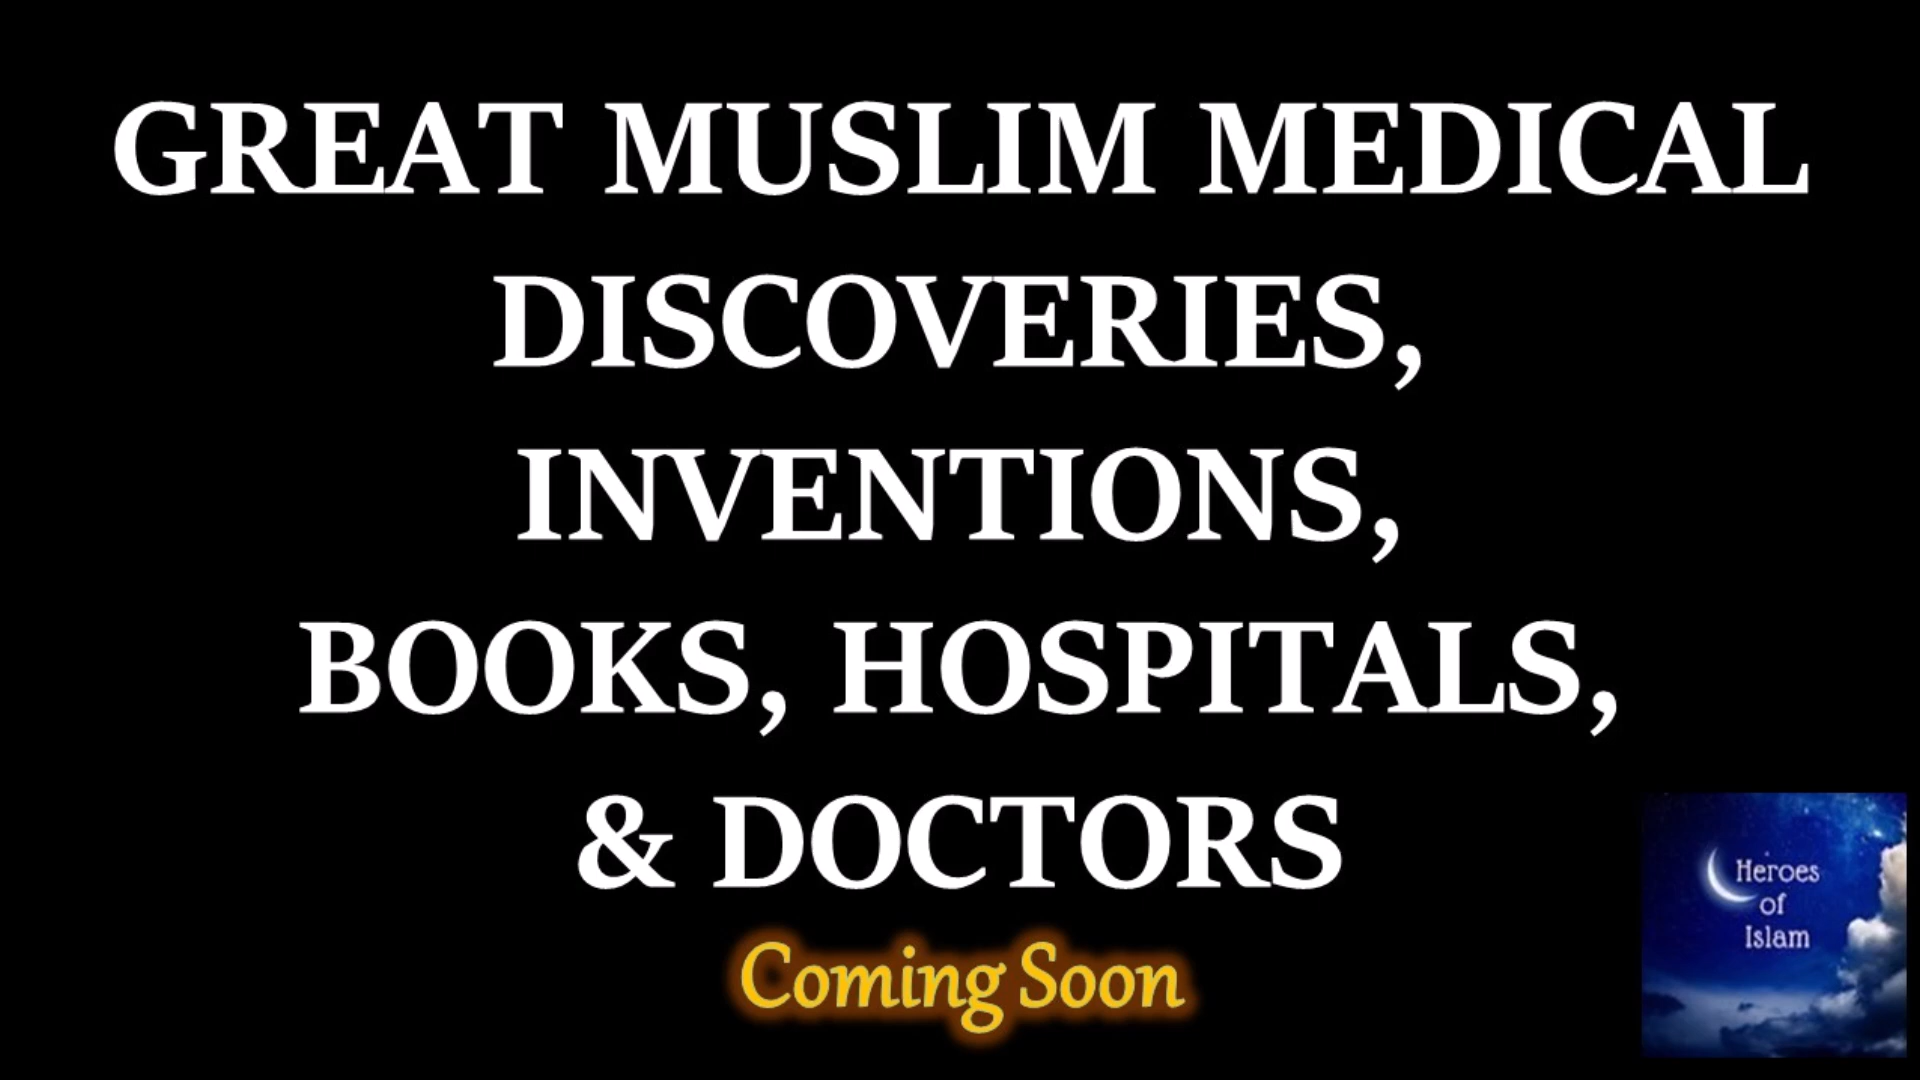 GREAT MUSLIM MEDICAL
DISCOVERIES,
INVENTIONS,
BOOKS, HOSPITALS,
& DOCTORS
Coming Soon
Heroes
of
Islam